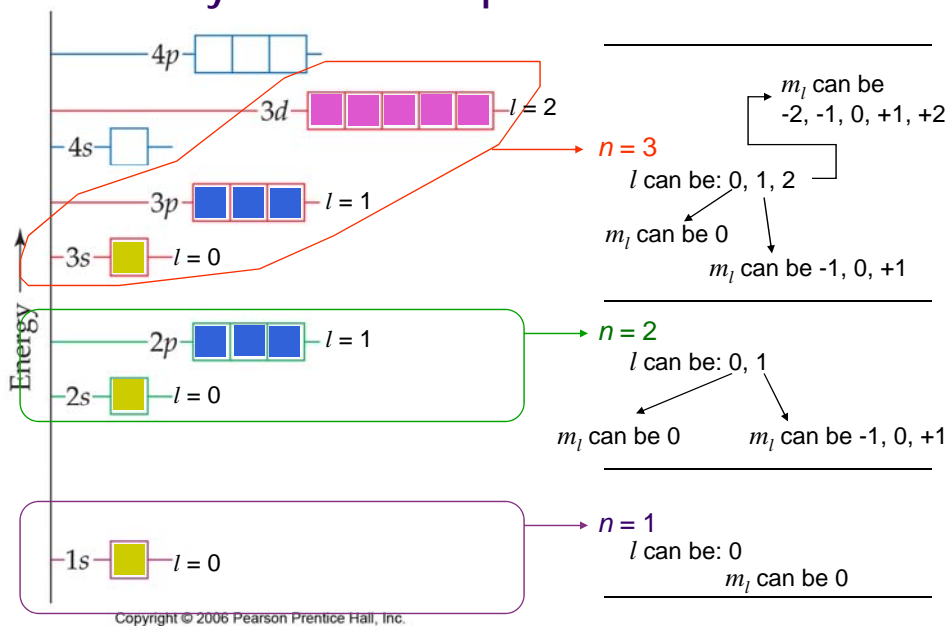 4p
3d
l = 2
4s
3p
l = 1
3s
l = 0
Energy
2p
l = 1
2s
l = 0
1s
l = 0
n = 3
mₗ can be
-2, -1, 0, +1, +2
l can be: 0, 1, 2
mₗ can be 0
mₗ can be -1, 0, +1
n = 2
l can be: 0, 1
mₗ can be 0
mₗ can be -1, 0, +1
n = 1
l can be: 0
mₗ can be 0
Copyright © 2006 Pearson Prentice Hall, Inc.